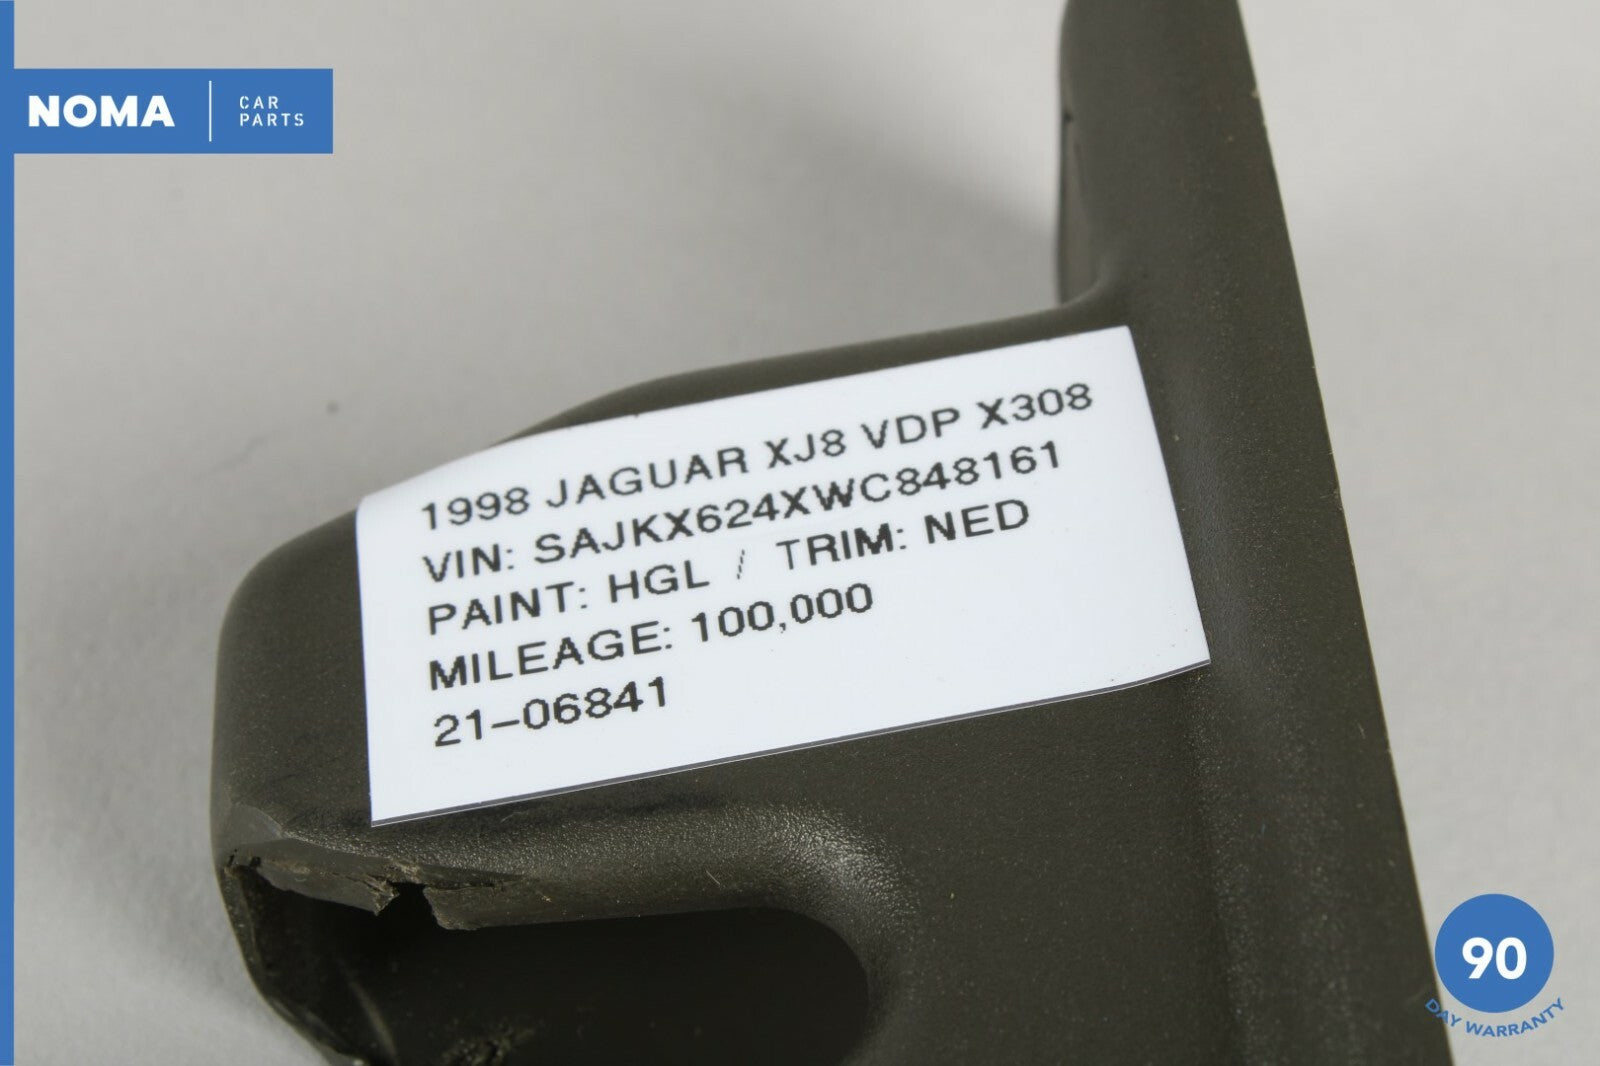 NOMA
CAR
PARTS
1998 JAGUAR XJ8 VDP X308
VIN: SAJKX624XWC848161
PAINT: HGL / TRIM: NED
MILEAGE: 100,000
21-06841
90
DAY WARRANTY